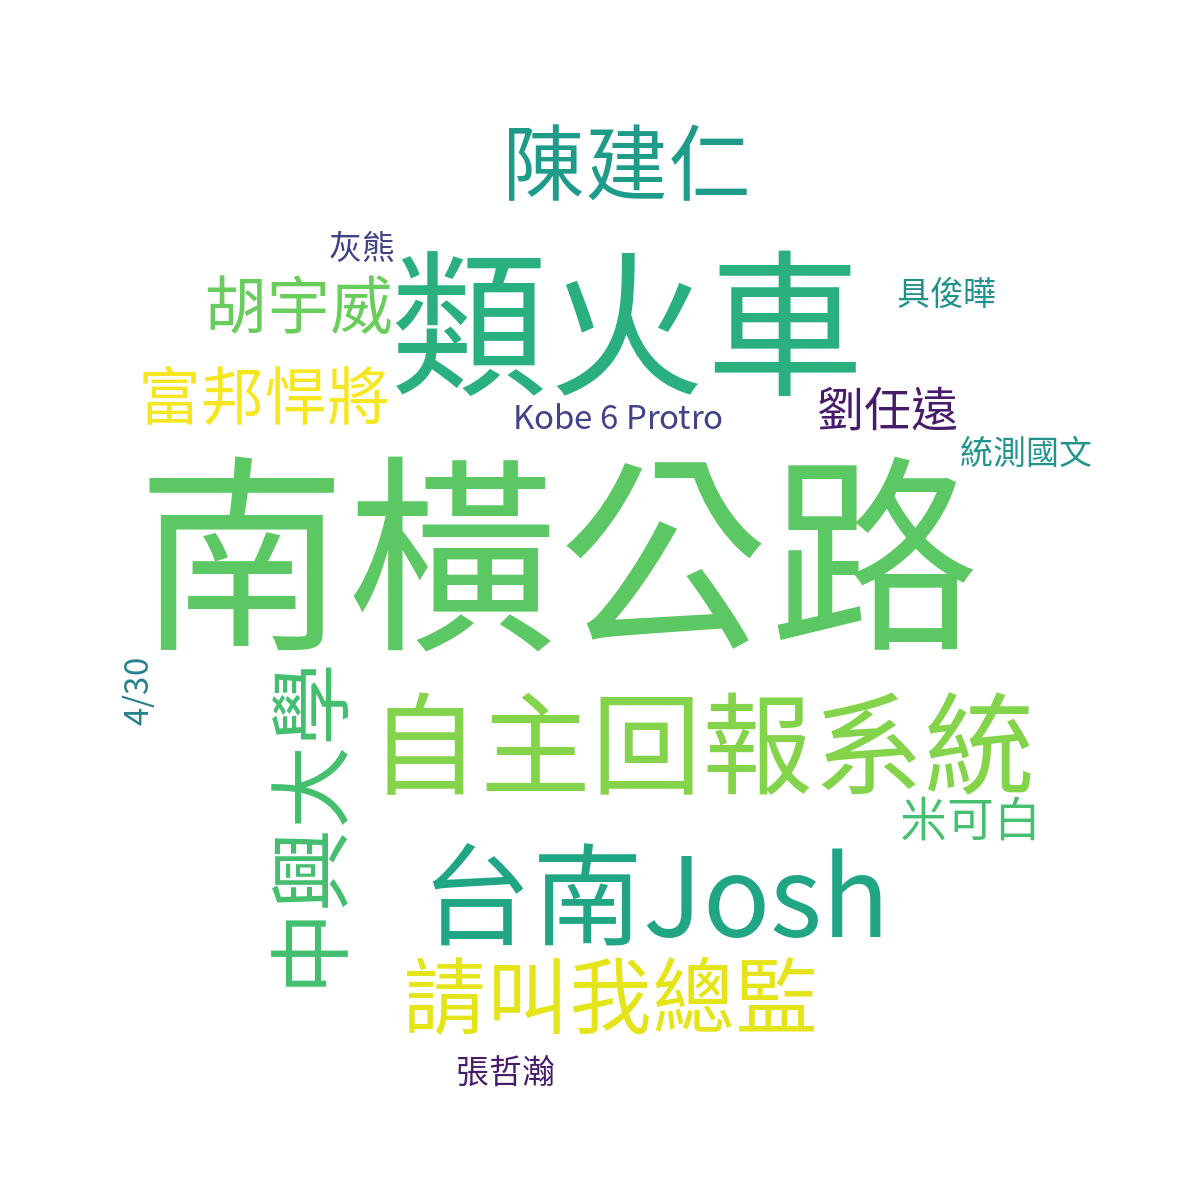 陳建仁
灰熊
類火車
胡宇威
具俊曄
富邦悍將
劉任遠
Kobe 6 Protro
統測國文
南橫公路
4/30
中興大學
自主回報系統
米可白
台南Josh
請叫我總監
張哲瀚